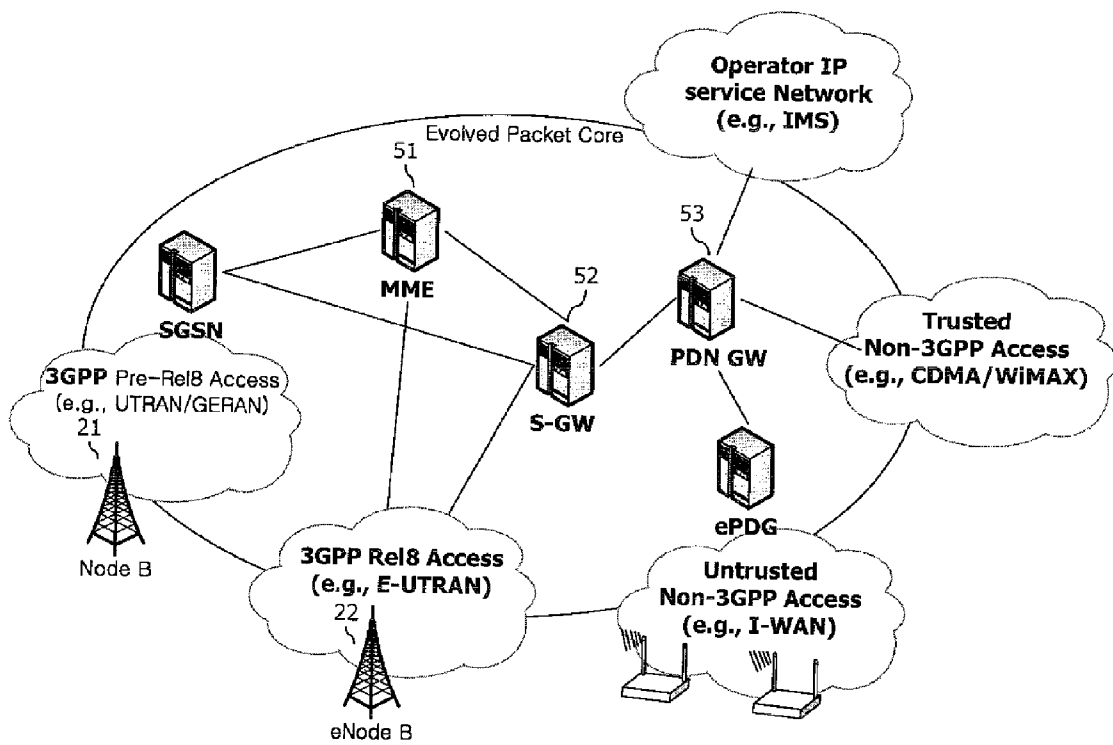 Operator IP
service Network
(e.g., IMS)
Evolved Packet Core
51
MME
SGSN
52
S-GW
53
PDN GW
Trusted
Non-3GPP Access
(e.g., CDMA/WiMAX)
3GPP Pre-Rel8 Access
(e.g., UTRAN/GERAN)
21
Node B
ePDG
3GPP Rel8 Access
(e.g., E-UTRAN)
22
eNode B
Untrusted
Non-3GPP Access
(e.g., I-WAN)